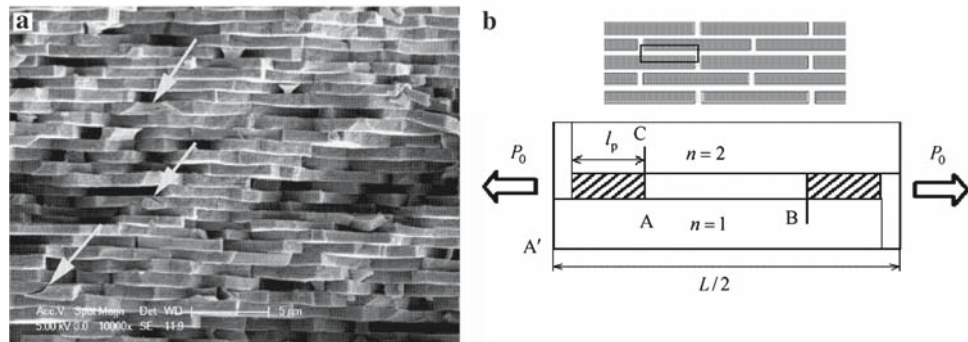 a
Acc.V Spot Magn Det WD
5.00 kV 3.0 10000x SE 11.9
5 μm
b
C
l_p
n = 2
P_0
P_0
A
B
n = 1
A′
L/2